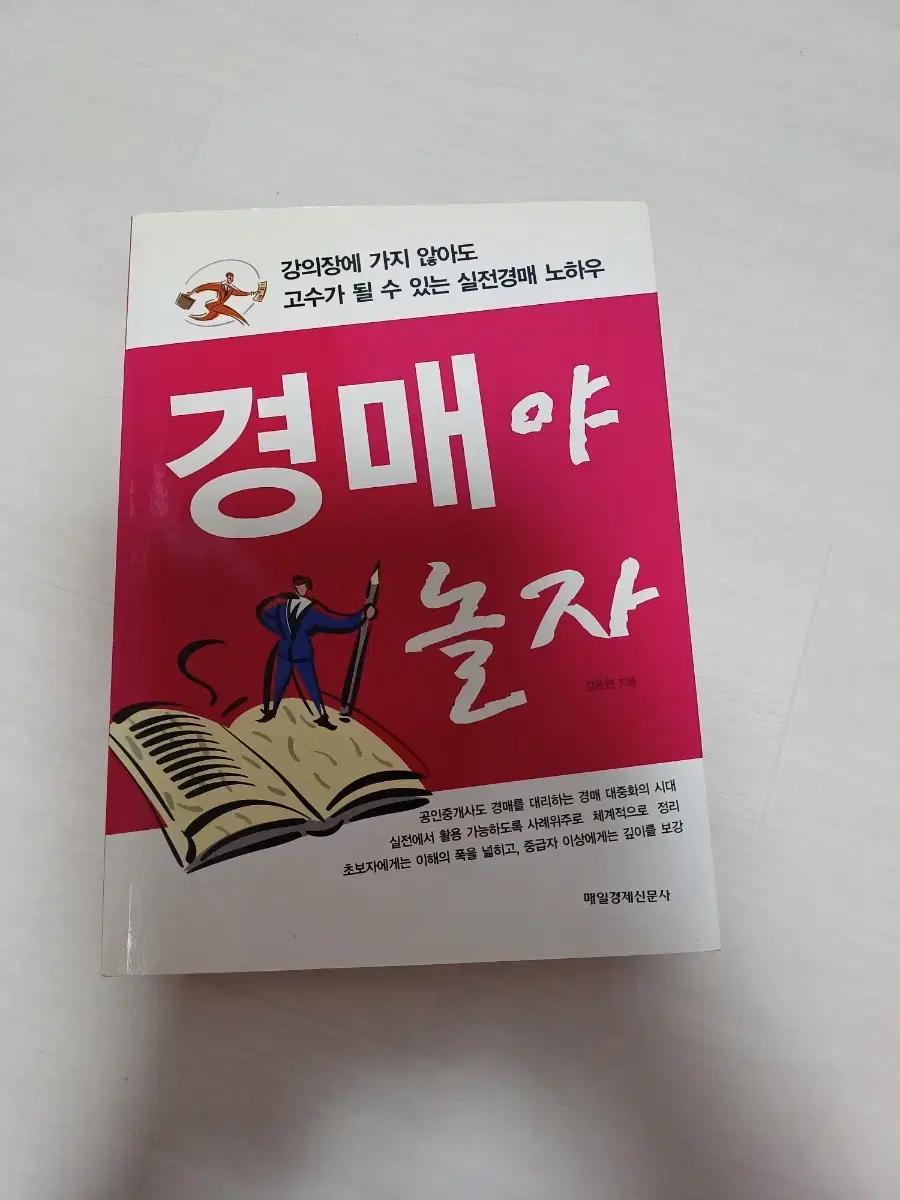 강의장에 가지 않아도
고수가 될 수 있는 실전경매 노하우
경매야
놀자
지음
공인중개사도 경매를 대리하는 경매 대중화의 시대
실전에서 활용 가능하도록 사례위주로 체계적으로 정리
초보자에게는 이해의 폭을 넓히고, 중급자 이상에게는 깊이를 보강
매일경제신문사